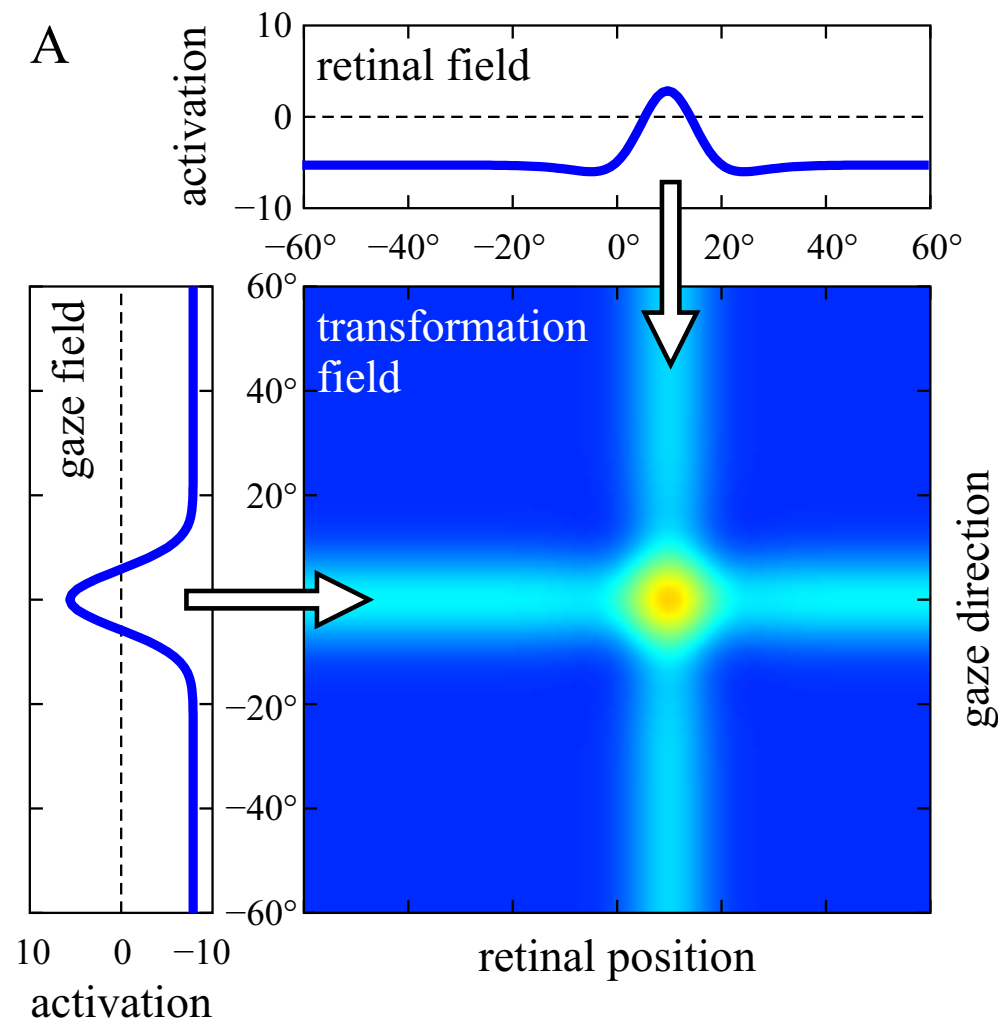 A
activation
10
0
−10
retinal field
−60° −40° −20° 0° 20° 40° 60°
gaze field
10 0 −10
activation
transformation
field
60°
40°
20°
−20°
−40°
−60°
retinal position
gaze direction